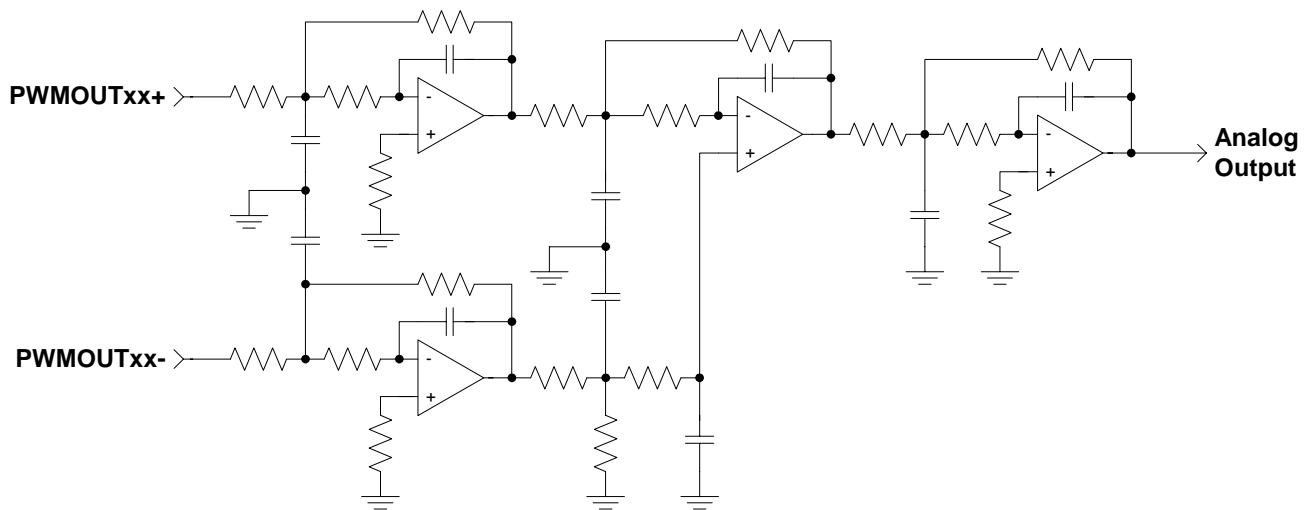 PWMOUTxx+
Analog
Output
PWMOUTxx-
-
+
-
+
-
+
-
+